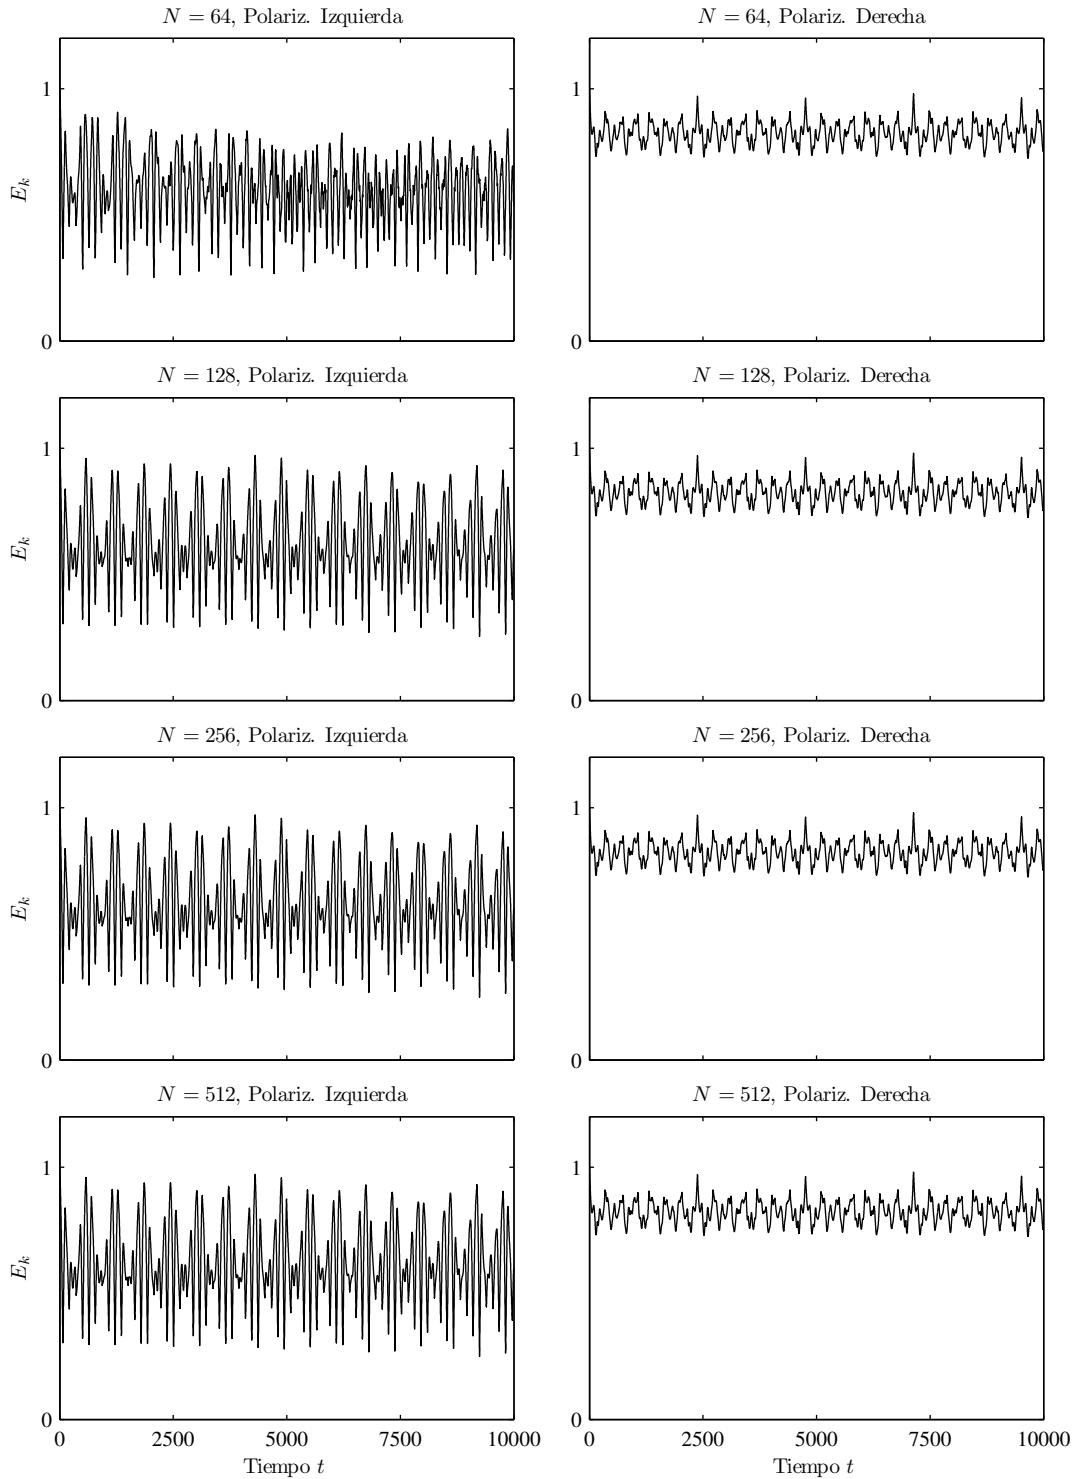 N = 64, Polariz. Izquierda
N = 64, Polariz. Derecha
1
E_k
0
1
0
N = 128, Polariz. Izquierda
N = 128, Polariz. Derecha
1
E_k
0
1
0
N = 256, Polariz. Izquierda
N = 256, Polariz. Derecha
1
E_k
0
1
0
N = 512, Polariz. Izquierda
N = 512, Polariz. Derecha
1
E_k
0
1
0
0 2500 5000 7500 10000
0 2500 5000 7500 10000
Tiempo t
Tiempo t